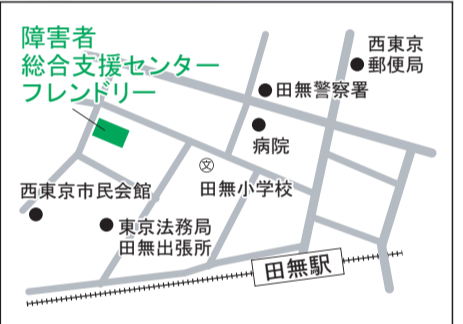 障害者
総合支援センター
フレンドリー
西東京
郵便局
田無警察署
病院
文
田無小学校
西東京市民会館
東京法務局
田無出張所
田無駅